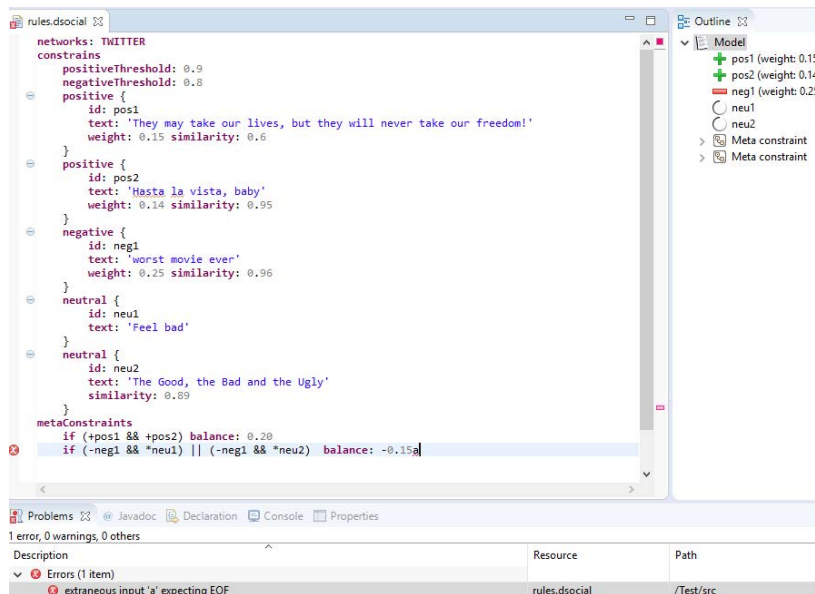 rules.dsocial
networks: TWITTER
constrains
positiveThreshold: 0.9
negativeThreshold: 0.8
positive {
id: pos1
text: 'They may take our lives, but they will never take our freedom!'
weight: 0.15 similarity: 0.6
}
positive {
id: pos2
text: 'Hasta la vista, baby'
weight: 0.14 similarity: 0.95
}
negative {
id: neg1
text: 'worst movie ever'
weight: 0.25 similarity: 0.96
}
neutral {
id: neu1
text: 'Feel bad'
}
neutral {
id: neu2
text: 'The Good, the Bad and the Ugly'
similarity: 0.89
}
metaConstraints
if (+pos1 && +pos2) balance: 0.20
if (-neg1 && *neu1) || (-neg1 && *neu2)  balance: -0.15a
Outline
Model
pos1 (weight: 0.15
pos2 (weight: 0.14
neg1 (weight: 0.25
neu1
neu2
Meta constraint
Meta constraint
Problems @ Javadoc Declaration Console Properties
1 error, 0 warnings, 0 others
Description Resource Path
Errors (1 item)
extraneous input 'a' expecting EOF rules.dsocial /Test/src